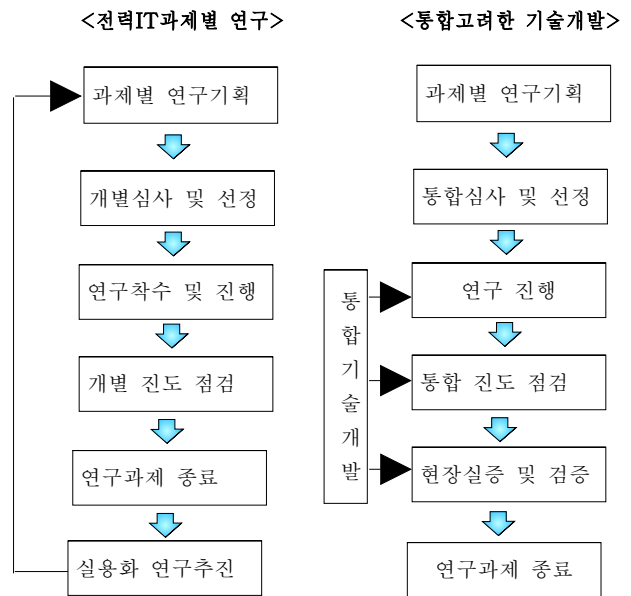 <전력IT과제별 연구>
과제별 연구기획
개별심사 및 선정
연구착수 및 진행
개별 진도 점검
연구과제 종료
실용화 연구추진
<통합고려한 기술개발>
과제별 연구기획
통합심사 및 선정
연구 진행
통합 진도 점검
현장실증 및 검증
연구과제 종료
통
합
기
술
개
발